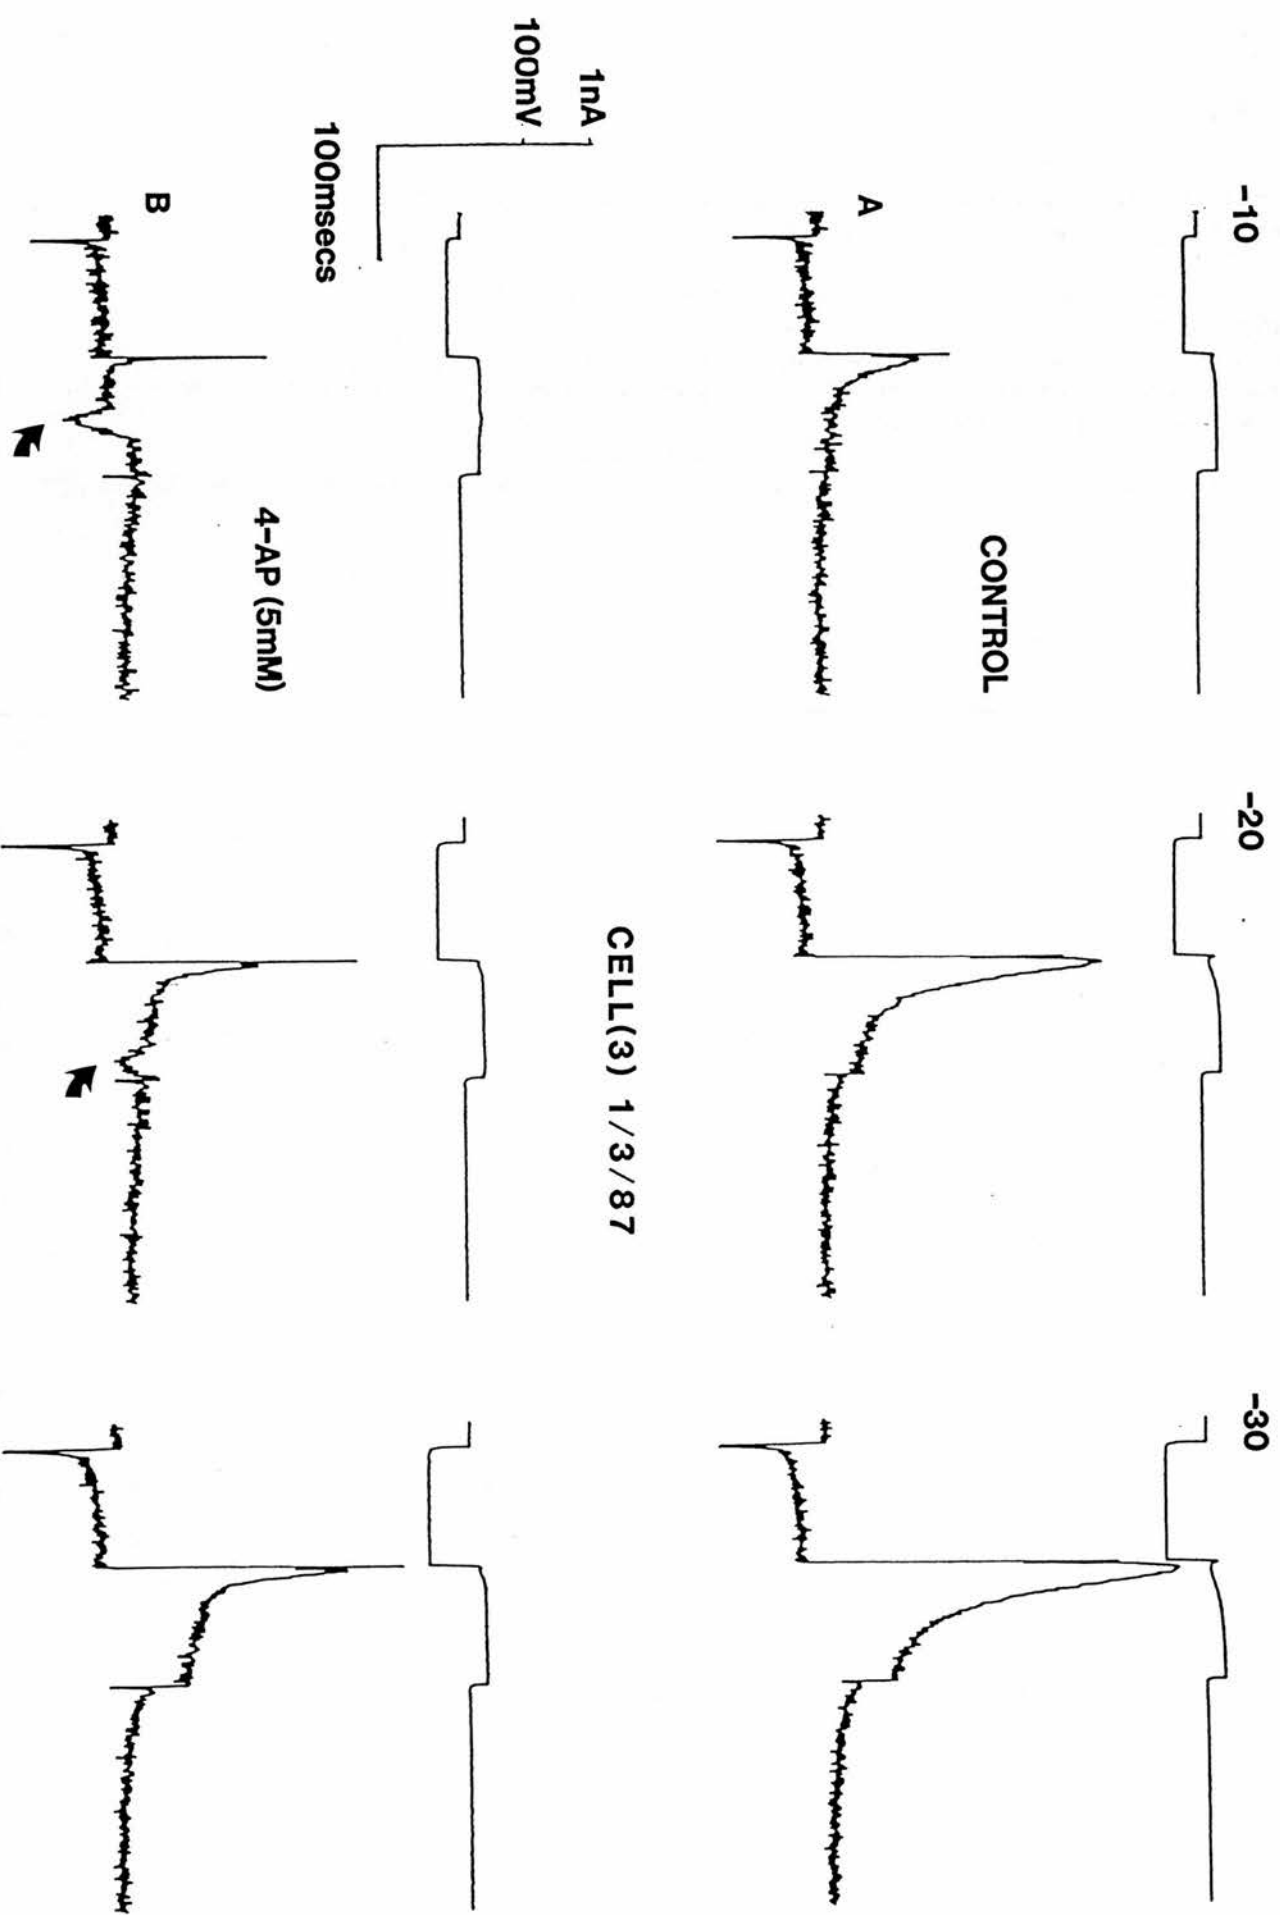 -10
-20
-30
CONTROL
A
CELL(3) 1/3/87
1nA
100mV
100msecs
4-AP (5mM)
B